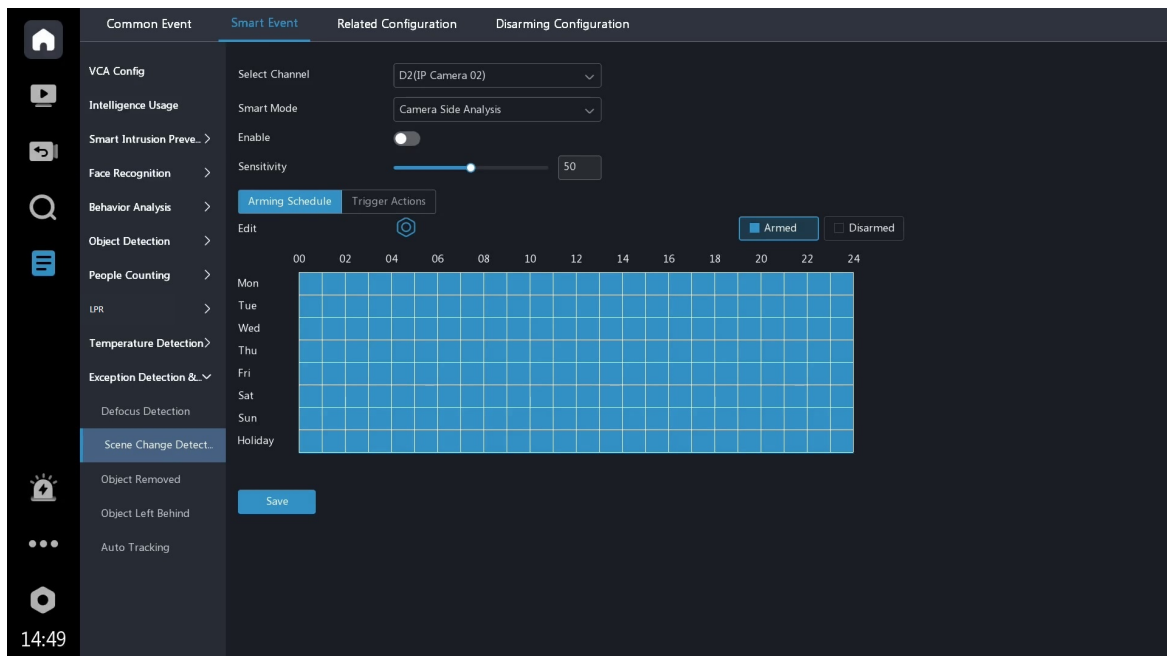 Common Event Smart Event Related Configuration Disarming Configuration
VCA Config
Intelligence Usage
Smart Intrusion Preve..
Face Recognition
Behavior Analysis
Object Detection
People Counting
LPR
Temperature Detection
Exception Detection &..
Defocus Detection
Scene Change Detect..
Object Removed
Object Left Behind
Auto Tracking
14:49
Select Channel D2(IP Camera 02)
Smart Mode Camera Side Analysis
Enable
Sensitivity 50
Arming Schedule Trigger Actions
Edit Armed Disarmed
00 02 04 06 08 10 12 14 16 18 20 22 24
Mon
Tue
Wed
Thu
Fri
Sat
Sun
Holiday
Save